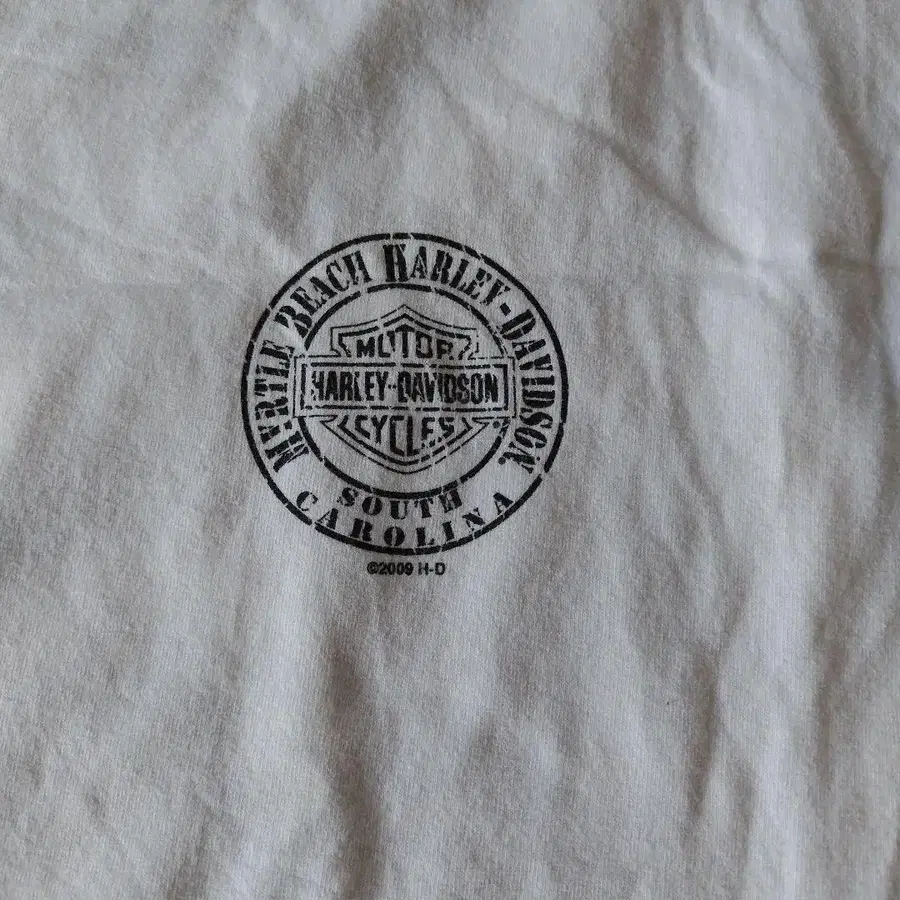 MYRTLE BEACH HARLEY-DAVIDSON
MOTOR
HARLEY-DAVIDSON
CYCLES
SOUTH
CAROLINA
©2009 H-D